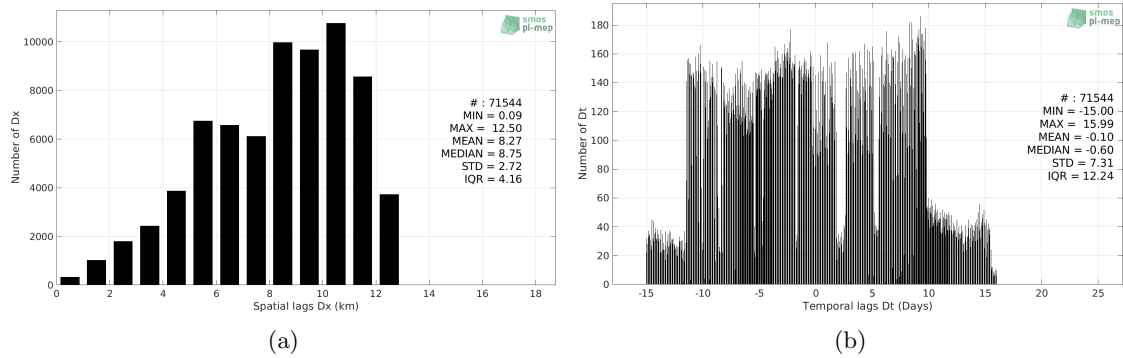 smos
pi-mep
10000
8000
6000
4000
2000
0
Number of Dx
# : 71544
MIN = 0.09
MAX = 12.50
MEAN = 8.27
MEDIAN = 8.75
STD = 2.72
IQR = 4.16
0 2 4 6 8 10 12 14 16 18
Spatial lags Dx (km)
(a)
smos
pi-mep
180
160
140
120
100
80
60
40
20
0
Number of Dt
# : 71544
MIN = -15.00
MAX = 15.99
MEAN = -0.10
MEDIAN = -0.60
STD = 7.31
IQR = 12.24
-15 -10 -5 0 5 10 15 20 25
Temporal lags Dt (Days)
(b)